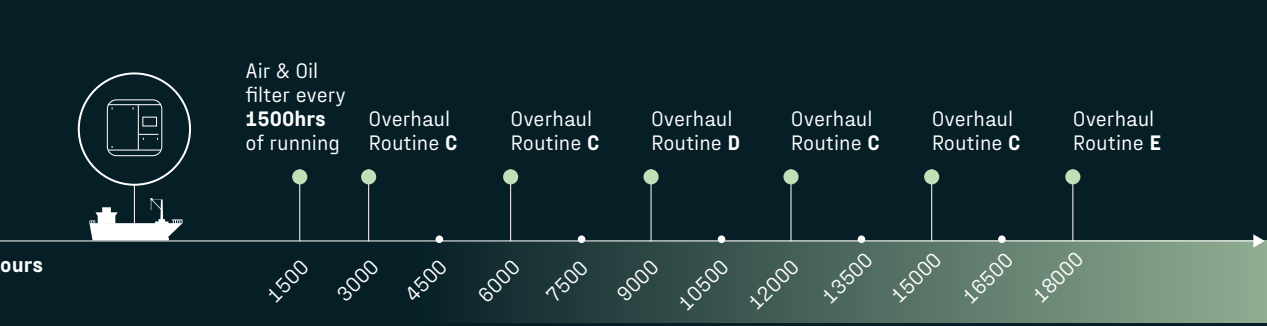 Air & Oil
filter every
1500hrs
of running
Overhaul
Routine C
Overhaul
Routine C
Overhaul
Routine D
Overhaul
Routine C
Overhaul
Routine C
Overhaul
Routine E
ours
1500
3000
4500
6000
7500
9000
10500
12000
13500
15000
16500
18000